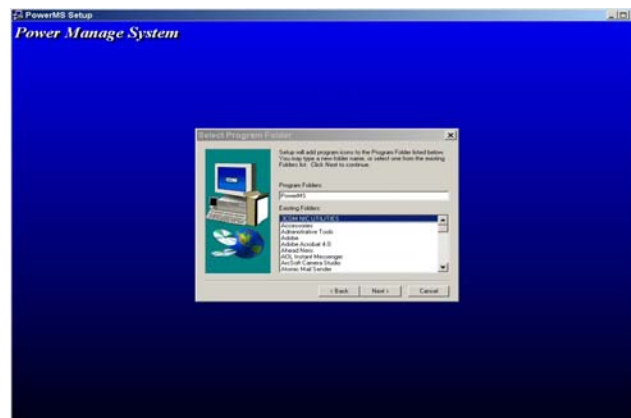 PowerMS Setup
Power Manage System
Select Program Folder
Setup will add program icons to the Program Folder listed below.
You may type a new folder name, or select one from the existing
Folders list. Click Next to continue.
Program Folders:
PowerMS
Existing Folders:
3COM NIC UTILITIES
Accessories
Administrative Tools
Adobe
Adobe Acrobat 4.0
Ahead Nero
AOL Instant Messenger
ArcSoft Camera Studio
Atomic Mail Sender
< Back
Next >
Cancel